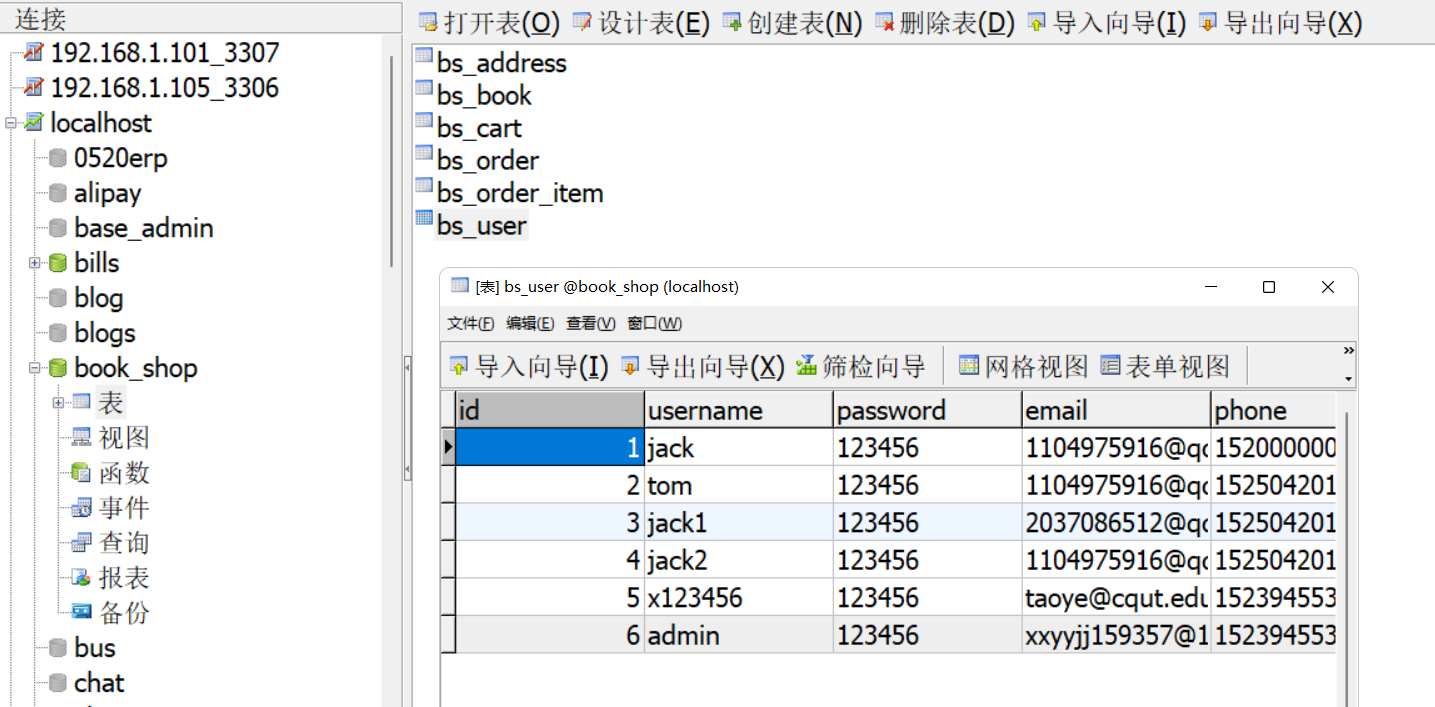 连接
192.168.1.101_3307
192.168.1.105_3306
localhost
0520erp
alipay
base_admin
bills
blog
blogs
book_shop
表
视图
函数
事件
查询
报表
备份
bus
chat
打开表(O) 设计表(E) 创建表(N) 删除表(D) 导入向导(I) 导出向导(X)
bs_address
bs_book
bs_cart
bs_order
bs_order_item
bs_user
[表] bs_user @book_shop (localhost)
文件(F) 编辑(E) 查看(V) 窗口(W)
导入向导(I) 导出向导(X) 筛检向导 网格视图 表单视图 »
id username password email phone
1 jack 123456 1104975916@qc 152000000
2 tom 123456 1104975916@qc 152504201
3 jack1 123456 2037086512@qc 152504201
4 jack2 123456 1104975916@qc 152504201
5 x123456 123456 taoye@cqut.edu 152394553
6 admin 123456 xxyyjj159357@1 152394553